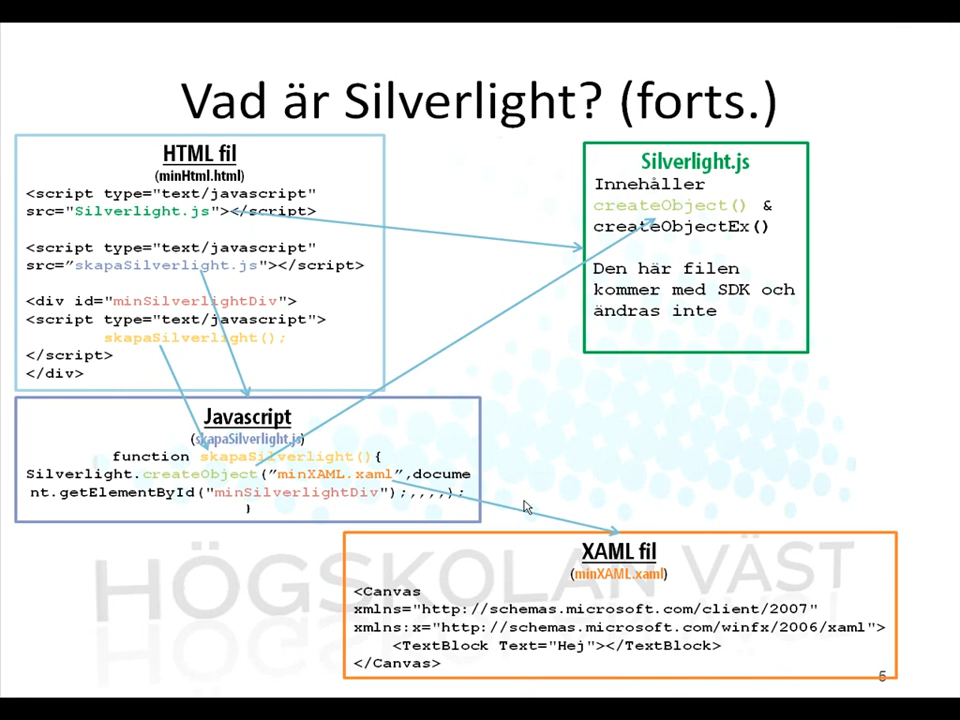 Vad är Silverlight? (forts.)
HTML fil
(minHtml.html)
<script type="text/javascript"
src="Silverlight.js"></script>
<script type="text/javascript"
src=”skapaSilverlight.js"></script>
<div id="minSilverlightDiv">
<script type="text/javascript">
skapaSilverlight();
</script>
</div>
Silverlight.js
Innehåller
createObject() &
createObjectEx()
Den här filen
kommer med SDK och
ändras inte
Javascript
(skapaSilverlight.js)
function skapaSilverlight(){
Silverlight.createObject(”minXAML.xaml”,docume
nt.getElementById("minSilverlightDiv");,,,,);
}
XAML fil
(minXAML.xaml)
<Canvas
xmlns="http://schemas.microsoft.com/client/2007"
xmlns:x="http://schemas.microsoft.com/winfx/2006/xaml">
<TextBlock Text="Hej"></TextBlock>
</Canvas>
HÖGSKOLAN VÄST
5